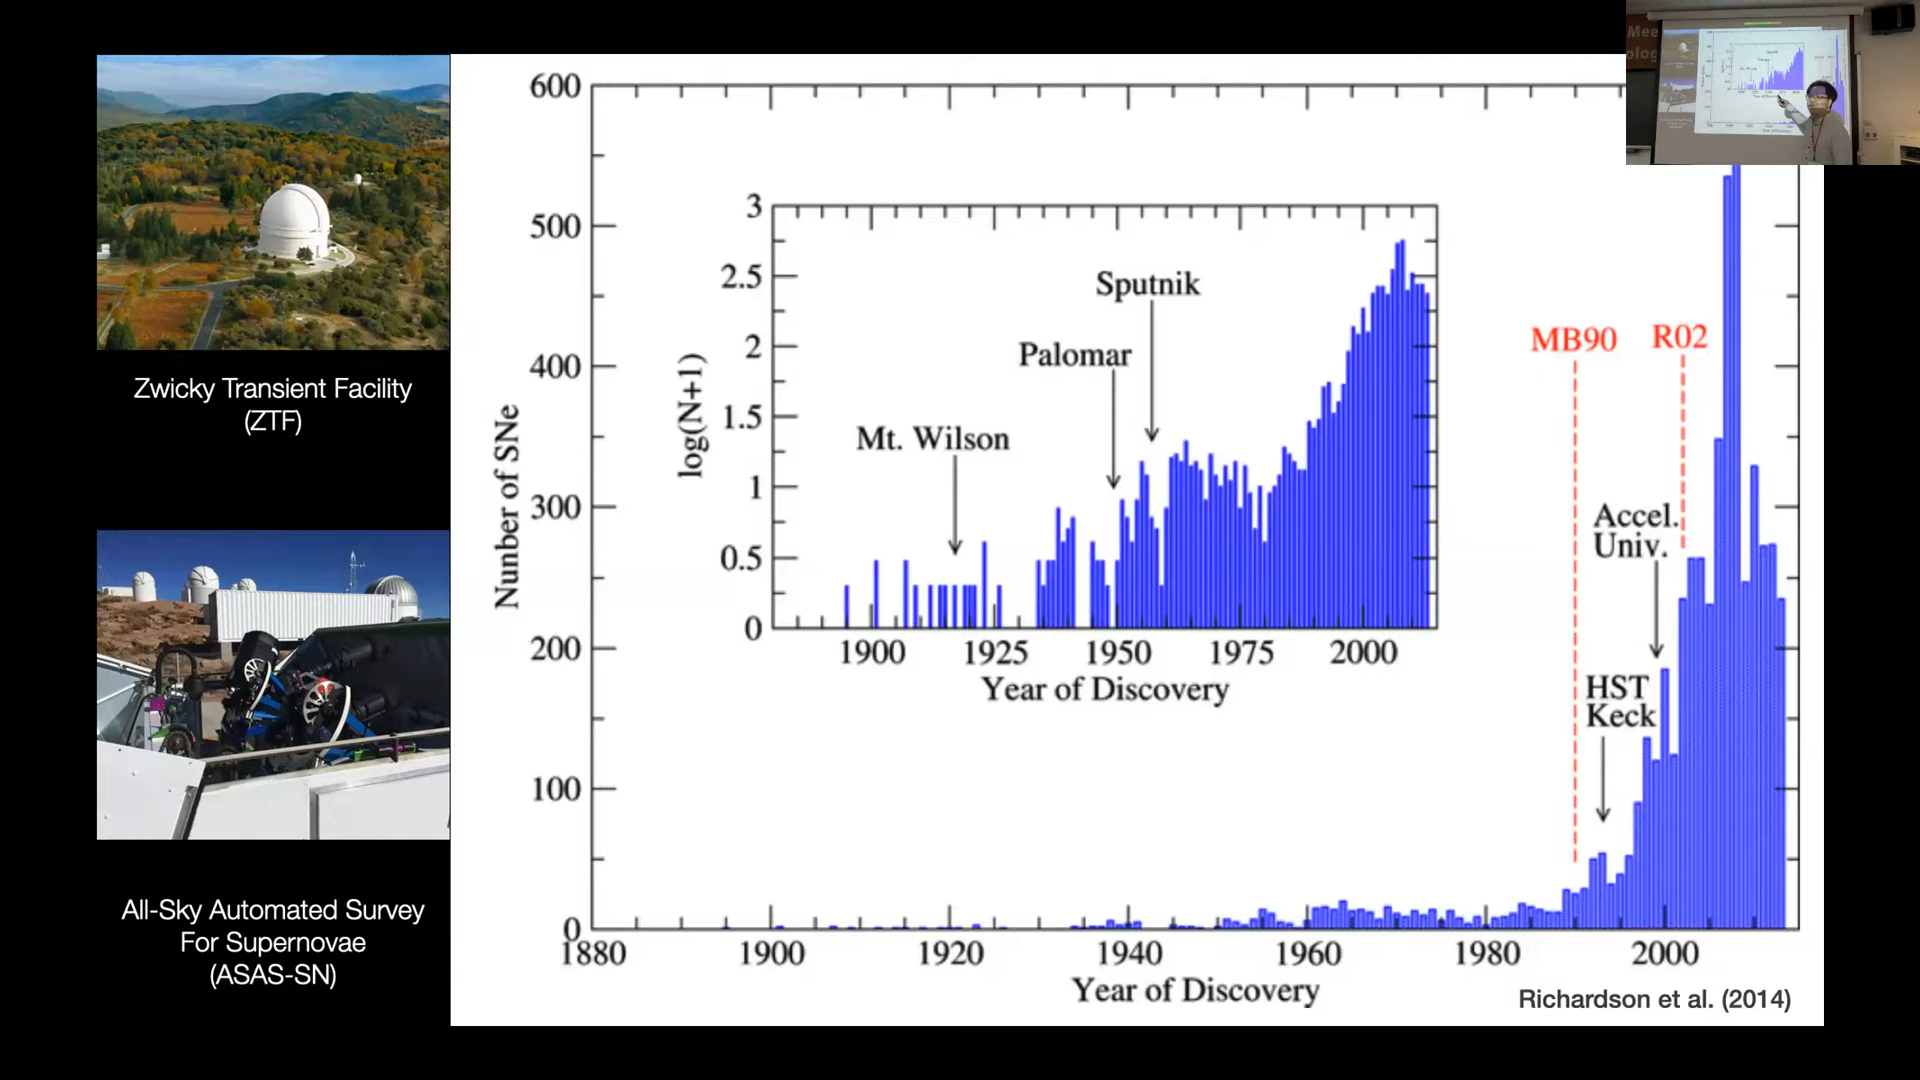 Zwicky Transient Facility
(ZTF)
All-Sky Automated Survey
For Supernovae
(ASAS-SN)
600
500
400
300
200
100
0
Nunber of SNe
1880
1900
1920
1940
1960
1980
2000
Year of Discovery
3
2.5
2
1.5
1
0.5
0
log(N+1)
1900
1925
1950
1975
2000
Year of Discovery
Mt. Wilson
Palomar
Sputnik
MB90
R02
Accel.
Univ.
HST
Keck
Richardson et al. (2014)
Mee
olog